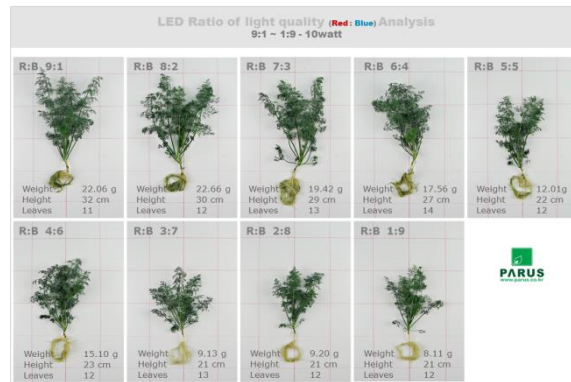 LED Ratio of light quality (Red : Blue) Analysis
9:1 ~ 1:9 - 10watt
R:B 9:1
Weight 22.06 g
Height 32 cm
Leaves 11
R:B 8:2
Weight 22.66 g
Height 30 cm
Leaves 12
R:B 7:3
Weight 19.42 g
Height 29 cm
Leaves 13
R:B 6:4
Weight 17.56 g
Height 27 cm
Leaves 14
R:B 5:5
Weight 12.01g
Height 22 cm
Leaves 12
R:B 4:6
Weight 15.10 g
Height 23 cm
Leaves 12
R:B 3:7
Weight 9.13 g
Height 21 cm
Leaves 13
R:B 2:8
Weight 9.20 g
Height 21 cm
Leaves 12
R:B 1:9
Weight 8.11 g
Height 21 cm
Leaves 12
PARUS
www.parus.co.kr